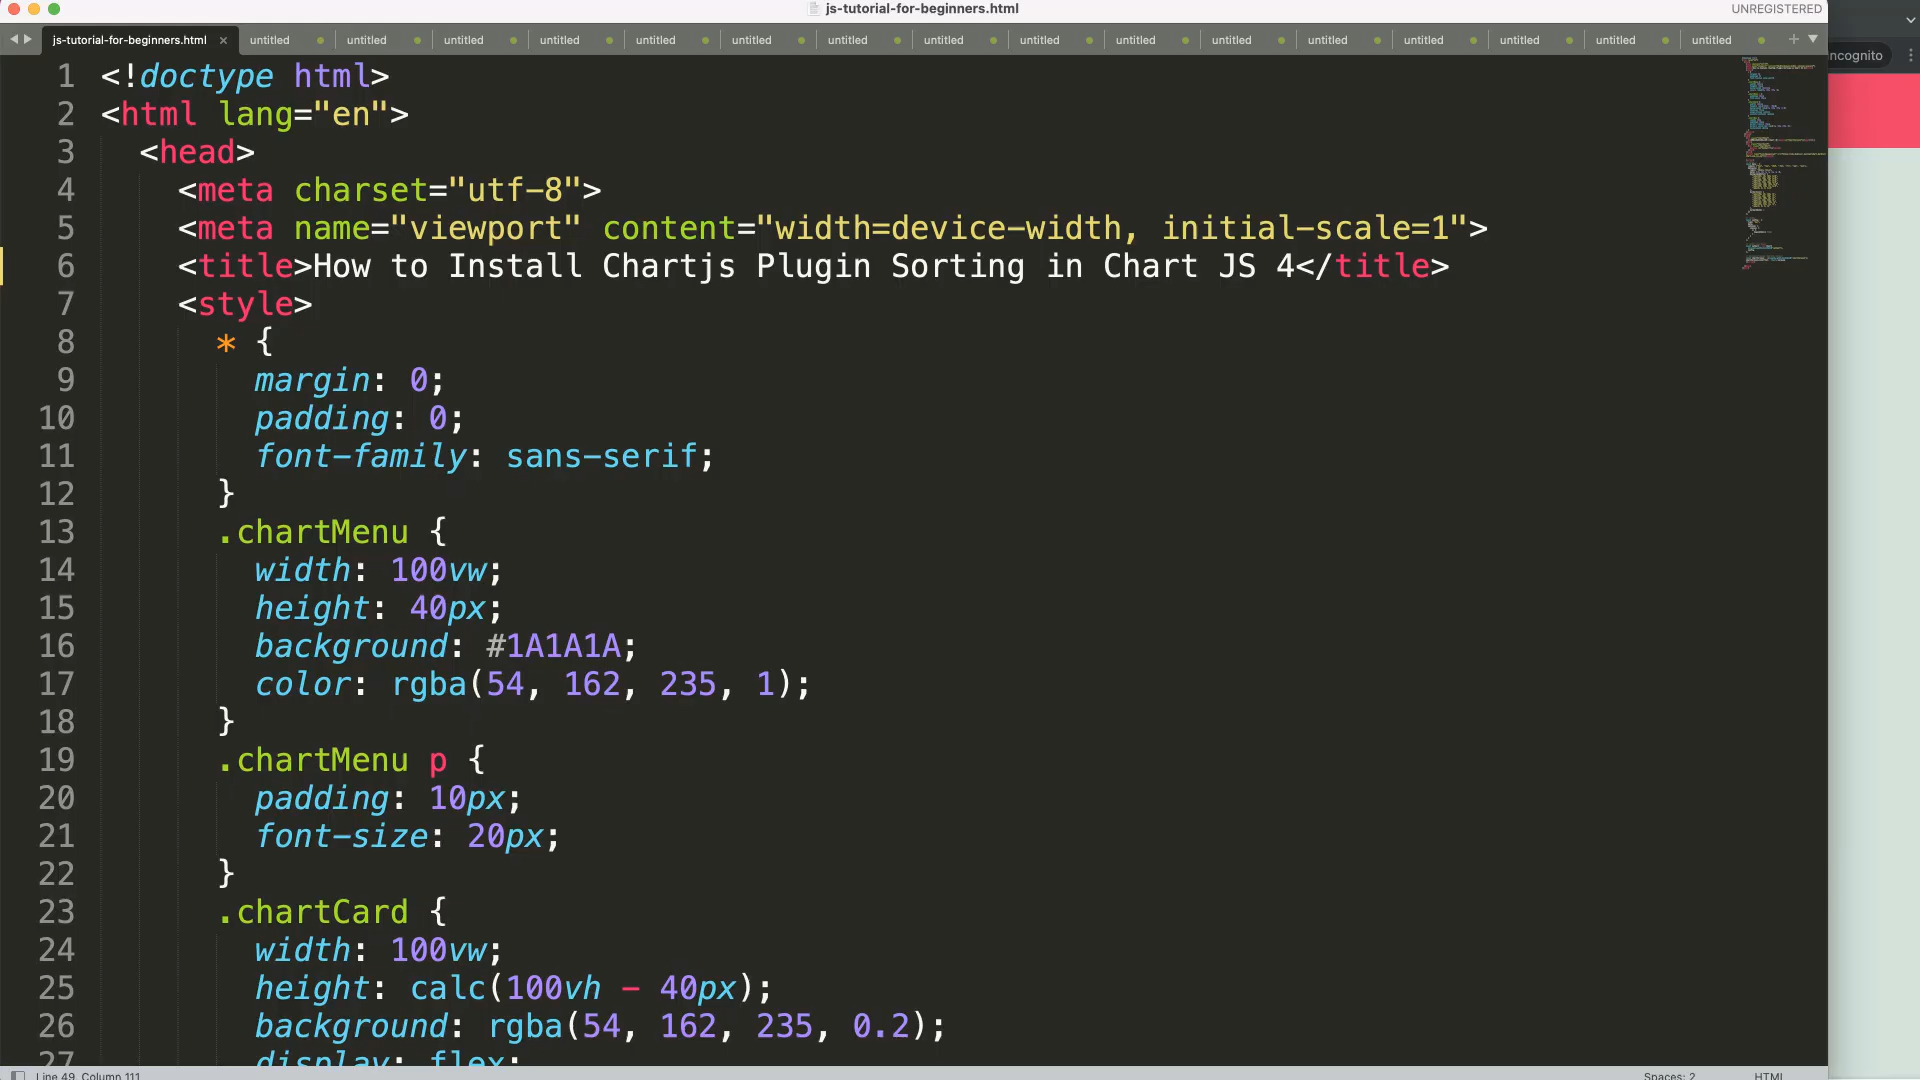 js-tutorial-for-beginners.html
UNREGISTERED
js-tutorial-for-beginners.html × untitled untitled untitled untitled untitled untitled untitled untitled untitled untitled untitled untitled untitled untitled untitled untitled +
ncognito
1 <!doctype html>
2 <html lang="en">
3 <head>
4 <meta charset="utf-8">
5 <meta name="viewport" content="width=device-width, initial-scale=1">
6 <title>How to Install Chartjs Plugin Sorting in Chart JS 4</title>
7 <style>
8 * {
9 margin: 0;
10 padding: 0;
11 font-family: sans-serif;
12 }
13 .chartMenu {
14 width: 100vw;
15 height: 40px;
16 background: #1A1A1A;
17 color: rgba(54, 162, 235, 1);
18 }
19 .chartMenu p {
20 padding: 10px;
21 font-size: 20px;
22 }
23 .chartCard {
24 width: 100vw;
25 height: calc(100vh - 40px);
26 background: rgba(54, 162, 235, 0.2);
27 display: flex;
Line 49, Column 111
Spaces: 2
HTML